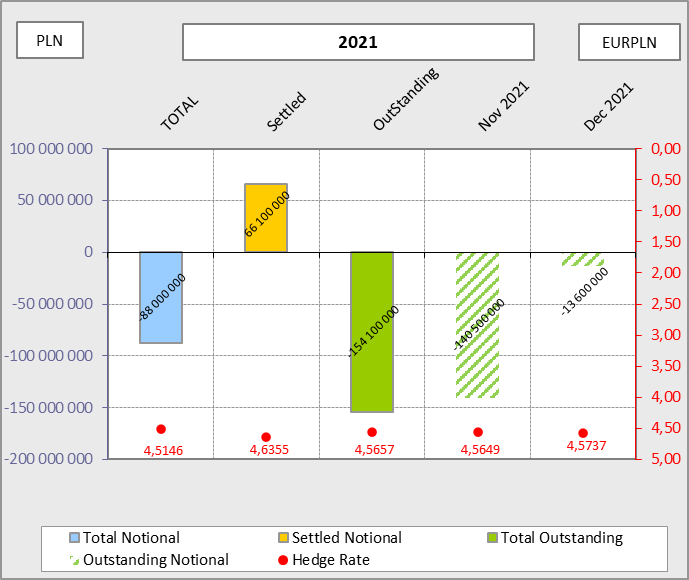 PLN
2021
EURPLN
TOTAL
Settled
OutStanding
Nov 2021
Dec 2021
100 000 000
50 000 000
0
-50 000 000
-100 000 000
-150 000 000
-200 000 000
0,00
0,50
1,00
1,50
2,00
2,50
3,00
3,50
4,00
4,50
5,00
-88 000 000
66 100 000
-154 100 000
-140 500 000
-13 600 000
4,5146
4,6355
4,5657
4,5649
4,5737
Total Notional
Settled Notional
Total Outstanding
Outstanding Notional
Hedge Rate